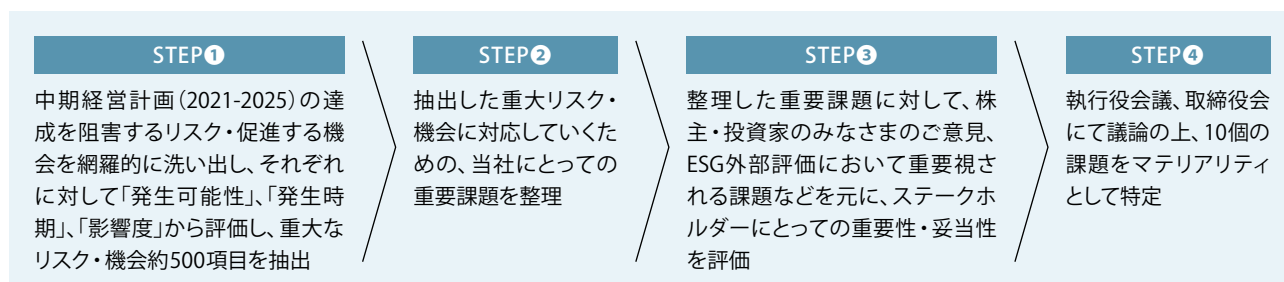 STEP❶
中期経営計画（2021-2025）の達
成を阻害するリスク・促進する機
会を網羅的に洗い出し、それぞれ
に対して「発生可能性」、「発生時
期」、「影響度」から評価し、重大な
リスク・機会約500項目を抽出
STEP❷
抽出した重大リスク・
機会に対応していくた
めの、当社にとっての
重要課題を整理
STEP❸
整理した重要課題に対して、株
主・投資家のみなさまのご意見、
ESG外部評価において重要視さ
れる課題などを元に、ステークホ
ルダーにとっての重要性・妥当性
を評価
STEP❹
執行役会議、取締役会
にて議論の上、10個の
課題をマテリアリティ
として特定